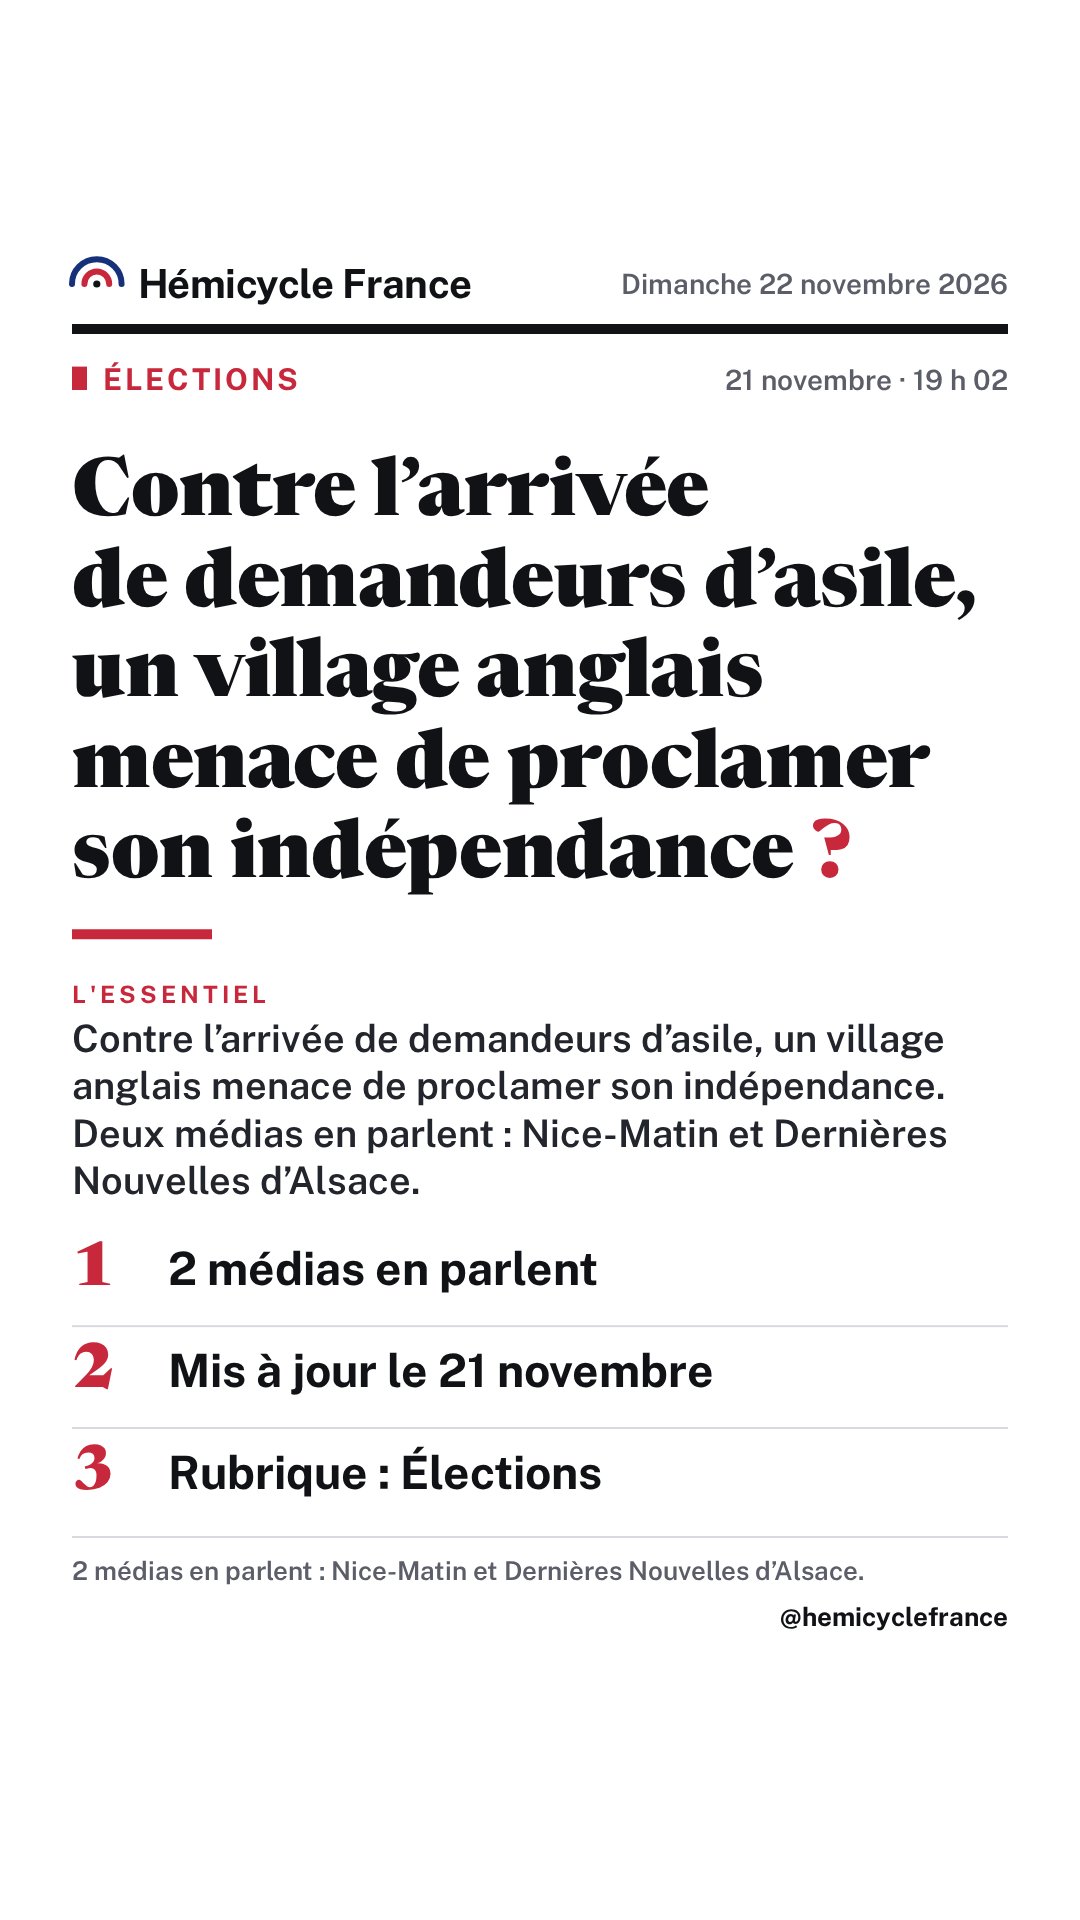 Hémicycle France
Dimanche 22 novembre 2026
ÉLECTIONS
21 novembre · 19 h 02
Contre l’arrivée
de demandeurs d’asile,
un village anglais
menace de proclamer
son indépendance ?
L'ESSENTIEL
Contre l’arrivée de demandeurs d’asile, un village
anglais menace de proclamer son indépendance.
Deux médias en parlent : Nice-Matin et Dernières
Nouvelles d’Alsace.
1 2 médias en parlent
2 Mis à jour le 21 novembre
3 Rubrique : Élections
2 médias en parlent : Nice-Matin et Dernières Nouvelles d’Alsace.
@hemicyclefrance